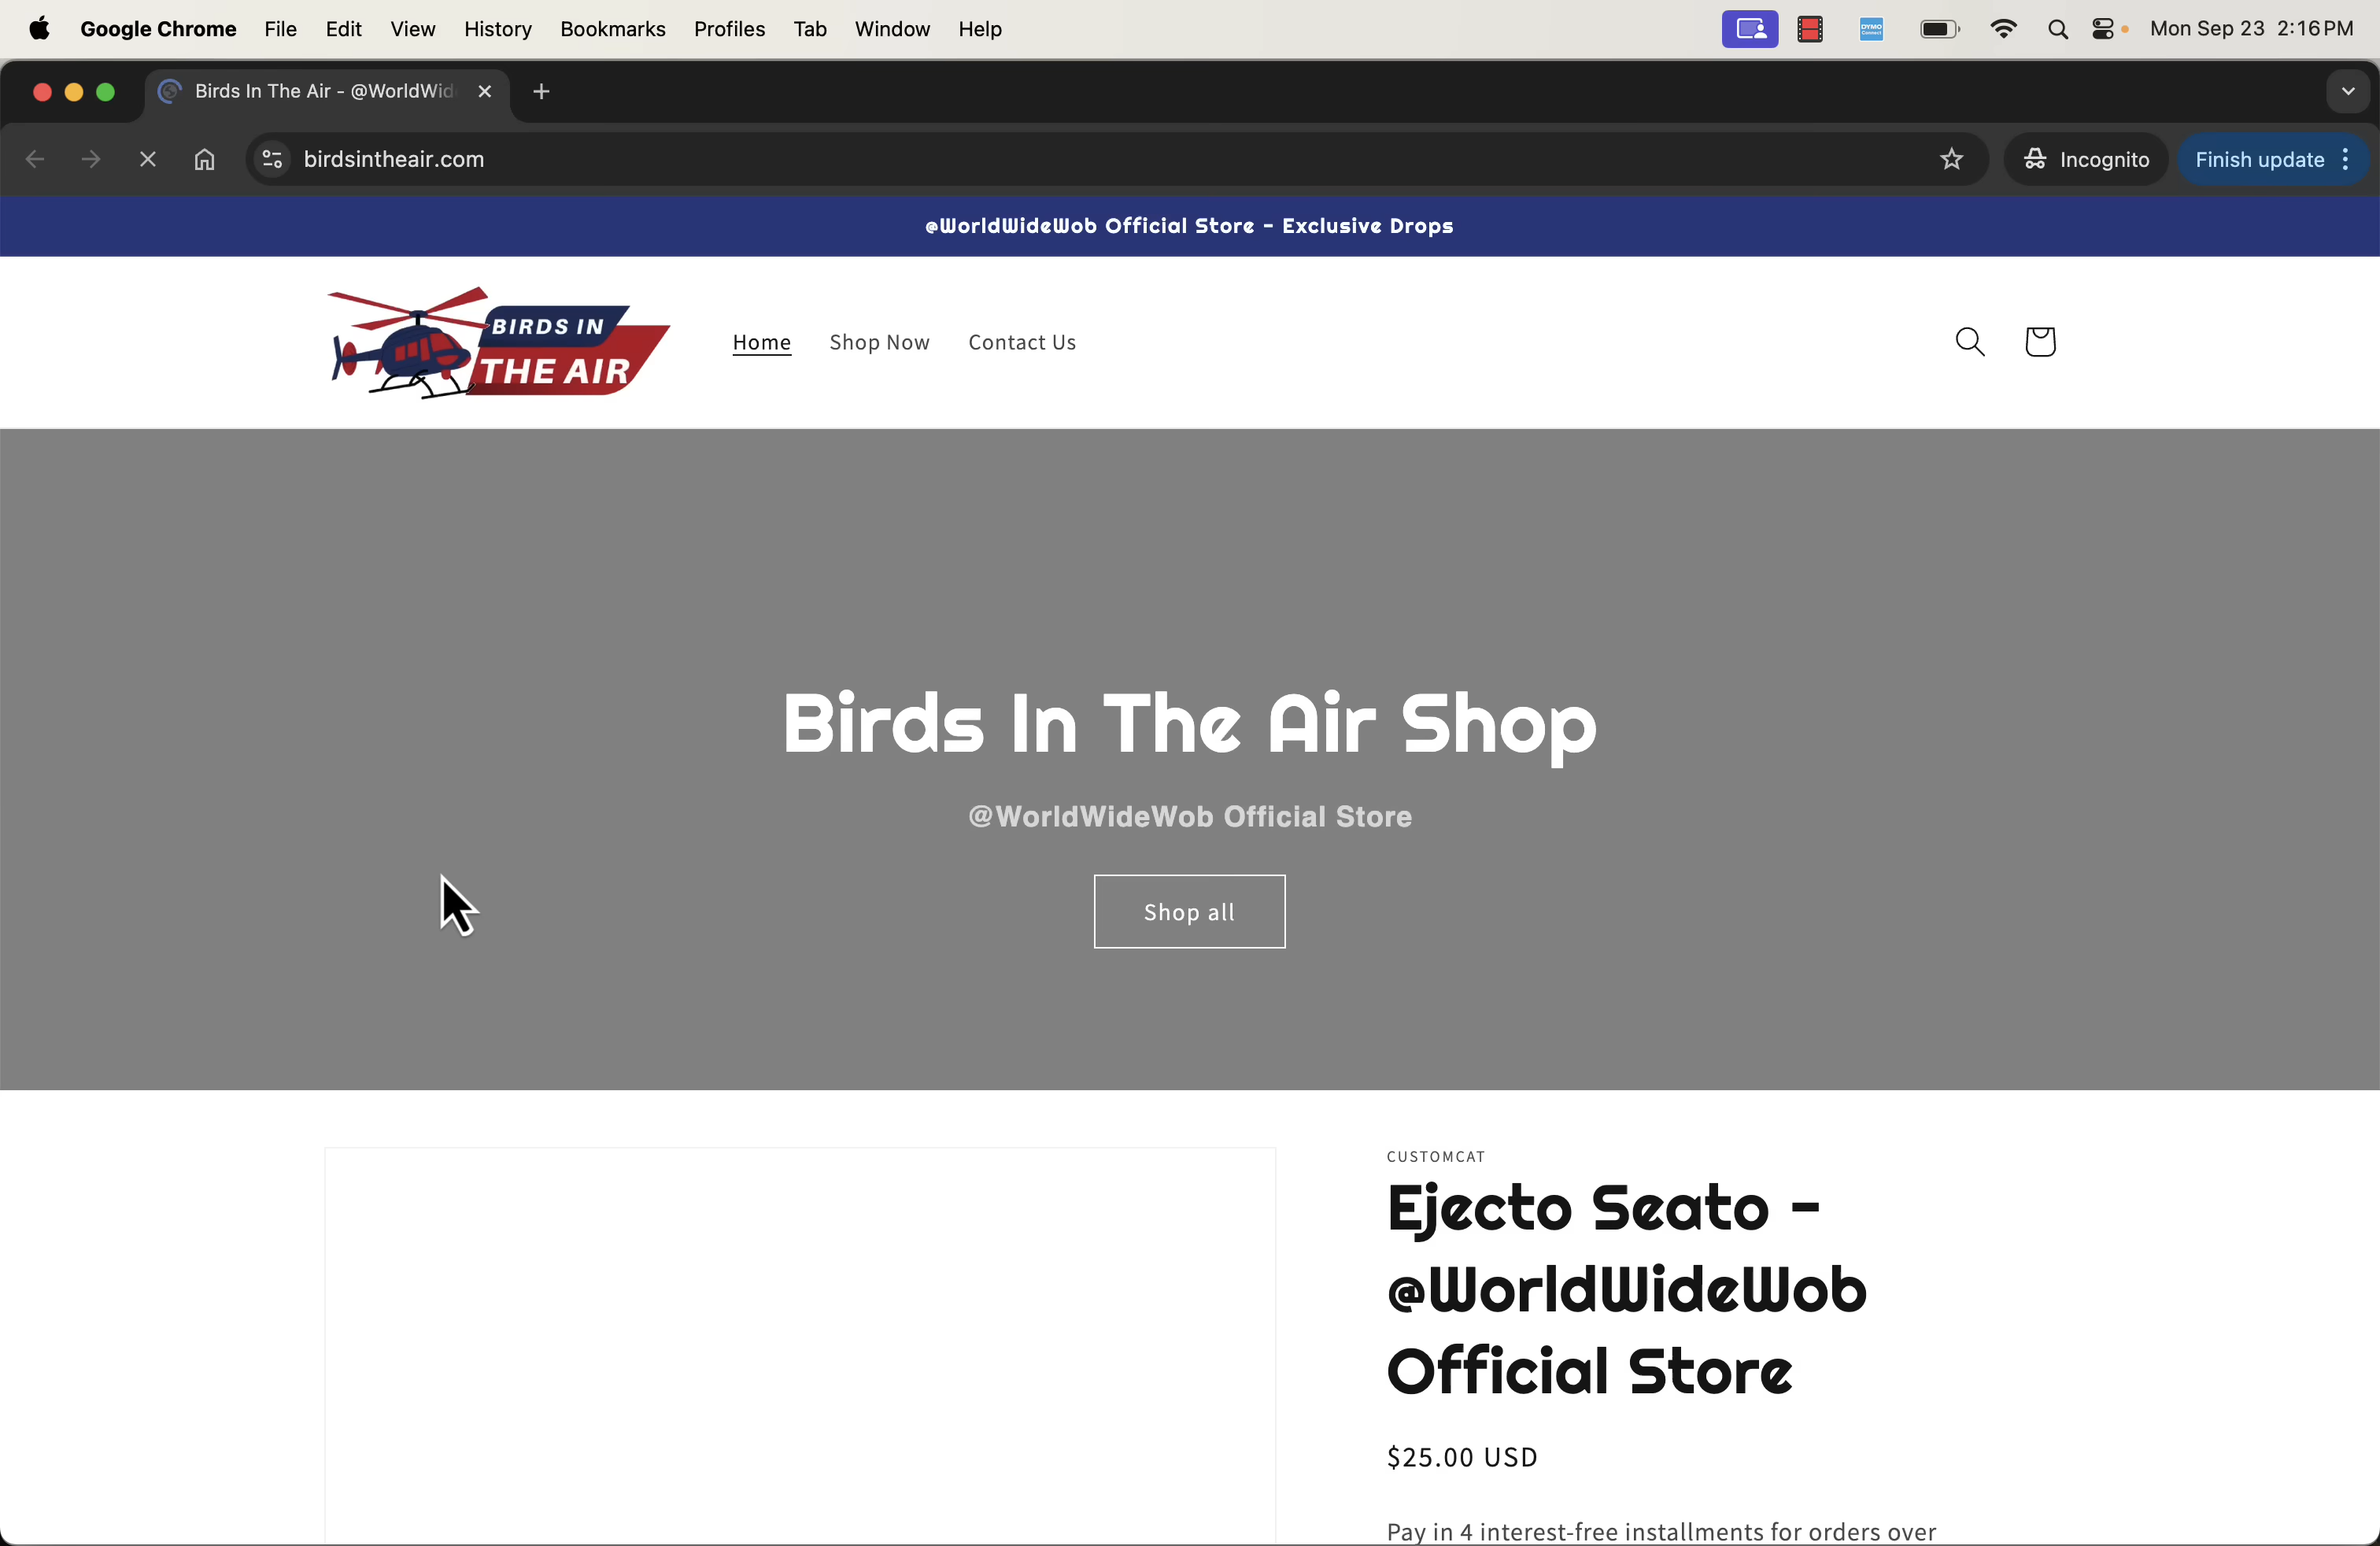 Google Chrome File Edit View History Bookmarks Profiles Tab Window Help DYMO Connect Mon Sep 23 2:16 PM
Birds In The Air - @WorldWid
birdsintheair.com Incognito Finish update
@WorldWideWob Official Store - Exclusive Drops
BIRDS IN
THE AIR
Home Shop Now Contact Us
Birds In The Air Shop
@WorldWideWob Official Store
Shop all
CUSTOMCAT
Ejecto Seato -
@WorldWideWob
Official Store
$25.00 USD
Pay in 4 interest-free installments for orders over